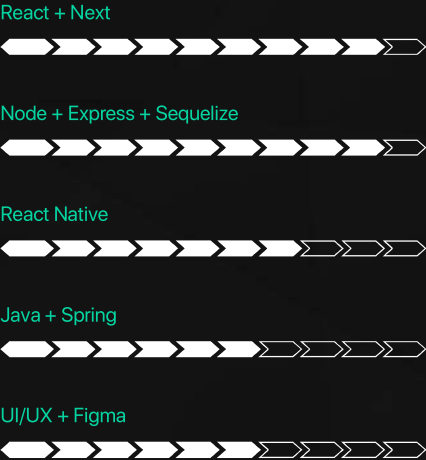 React + Next
Node + Express + Sequelize
React Native
Java + Spring
UI/UX + Figma